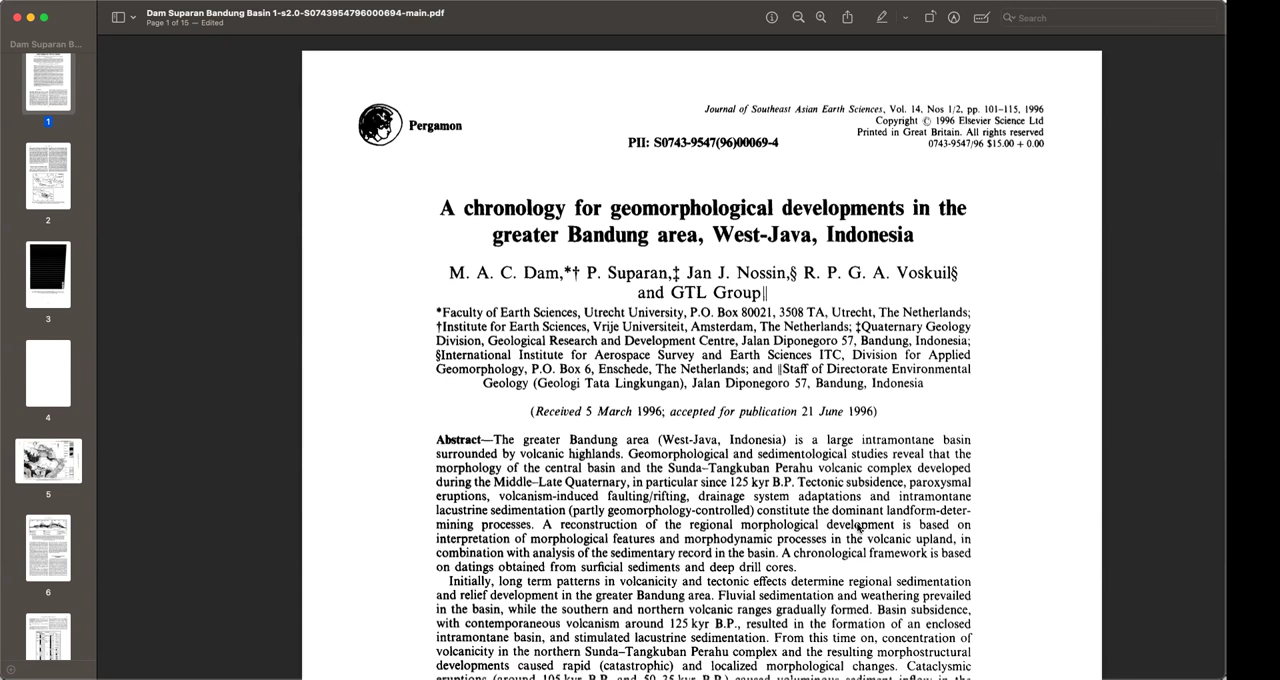 Dam Suparan Bandung Basin 1-s2.0-S0743954796000694-main.pdf
Page 1 of 15 — Edited
Search
Dam Suparan B...
1
2
3
4
5
6
Pergamon
Journal of Southeast Asian Earth Sciences, Vol. 14, Nos 1/2, pp. 101–115, 1996
Copyright © 1996 Elsevier Science Ltd
Printed in Great Britain. All rights reserved
0743-9547/96 $15.00 + 0.00
PII: S0743-9547(96)00069-4
A chronology for geomorphological developments in the
greater Bandung area, West-Java, Indonesia
M. A. C. Dam,*† P. Suparan,‡ Jan J. Nossin,§ R. P. G. A. Voskuil§
and GTL Group‖
*Faculty of Earth Sciences, Utrecht University, P.O. Box 80021, 3508 TA, Utrecht, The Netherlands;
†Institute for Earth Sciences, Vrije Universiteit, Amsterdam, The Netherlands; ‡Quaternary Geology
Division, Geological Research and Development Centre, Jalan Diponegoro 57, Bandung, Indonesia;
§International Institute for Aerospace Survey and Earth Sciences ITC, Division for Applied
Geomorphology, P.O. Box 6, Enschede, The Netherlands; and ‖Staff of Directorate Environmental
Geology (Geologi Tata Lingkungan), Jalan Diponegoro 57, Bandung, Indonesia
(Received 5 March 1996; accepted for publication 21 June 1996)
Abstract—The greater Bandung area (West-Java, Indonesia) is a large intramontane basin
surrounded by volcanic highlands. Geomorphological and sedimentological studies reveal that the
morphology of the central basin and the Sunda–Tangkuban Perahu volcanic complex developed
during the Middle–Late Quaternary, in particular since 125 kyr B.P. Tectonic subsidence, paroxysmal
eruptions, volcanism-induced faulting/rifting, drainage system adaptations and intramontane
lacustrine sedimentation (partly geomorphology-controlled) constitute the dominant landform-deter-
mining processes. A reconstruction of the regional morphological development is based on
interpretation of morphological features and morphodynamic processes in the volcanic upland, in
combination with analysis of the sedimentary record in the basin. A chronological framework is based
on datings obtained from surficial sediments and deep drill cores.
Initially, long term patterns in volcanicity and tectonic effects determine regional sedimentation
and relief development in the greater Bandung area. Fluvial sedimentation and weathering prevailed
in the basin, while the southern and northern volcanic ranges gradually formed. Basin subsidence,
with contemporaneous volcanism around 125 kyr B.P., resulted in the formation of an enclosed
intramontane basin, and stimulated lacustrine sedimentation. From this time on, concentration of
volcanicity in the northern Sunda–Tangkuban Perahu complex and the resulting morphostructural
developments caused rapid (catastrophic) and localized morphological changes. Cataclysmic
eruptions (around 105 kyr B.P. and 50–35 kyr B.P.) caused voluminous sediment inflow in the